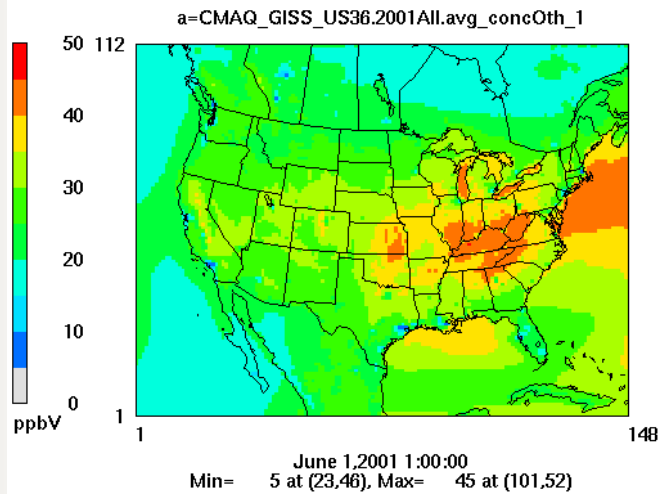 a=CMAQ_GISS_US36.2001All.avg_concOth_1
50
40
30
20
10
0
ppbV
112
1
1
148
June 1,2001 1:00:00
Min= 5 at (23,46), Max= 45 at (101,52)